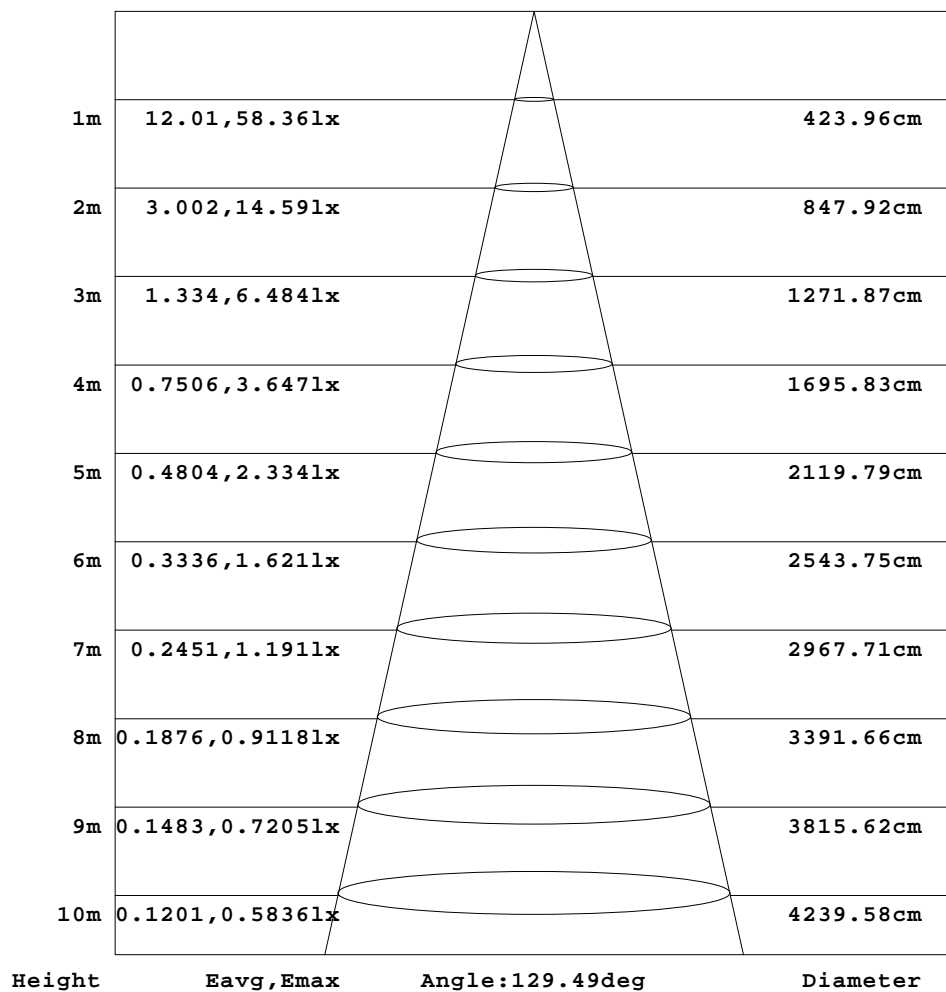 1m 12.01,58.36lx 423.96cm
2m 3.002,14.59lx 847.92cm
3m 1.334,6.484lx 1271.87cm
4m 0.7506,3.647lx 1695.83cm
5m 0.4804,2.334lx 2119.79cm
6m 0.3336,1.621lx 2543.75cm
7m 0.2451,1.191lx 2967.71cm
8m 0.1876,0.9118lx 3391.66cm
9m 0.1483,0.7205lx 3815.62cm
10m 0.1201,0.5836lx 4239.58cm
Height Eavg,Emax Angle:129.49deg Diameter